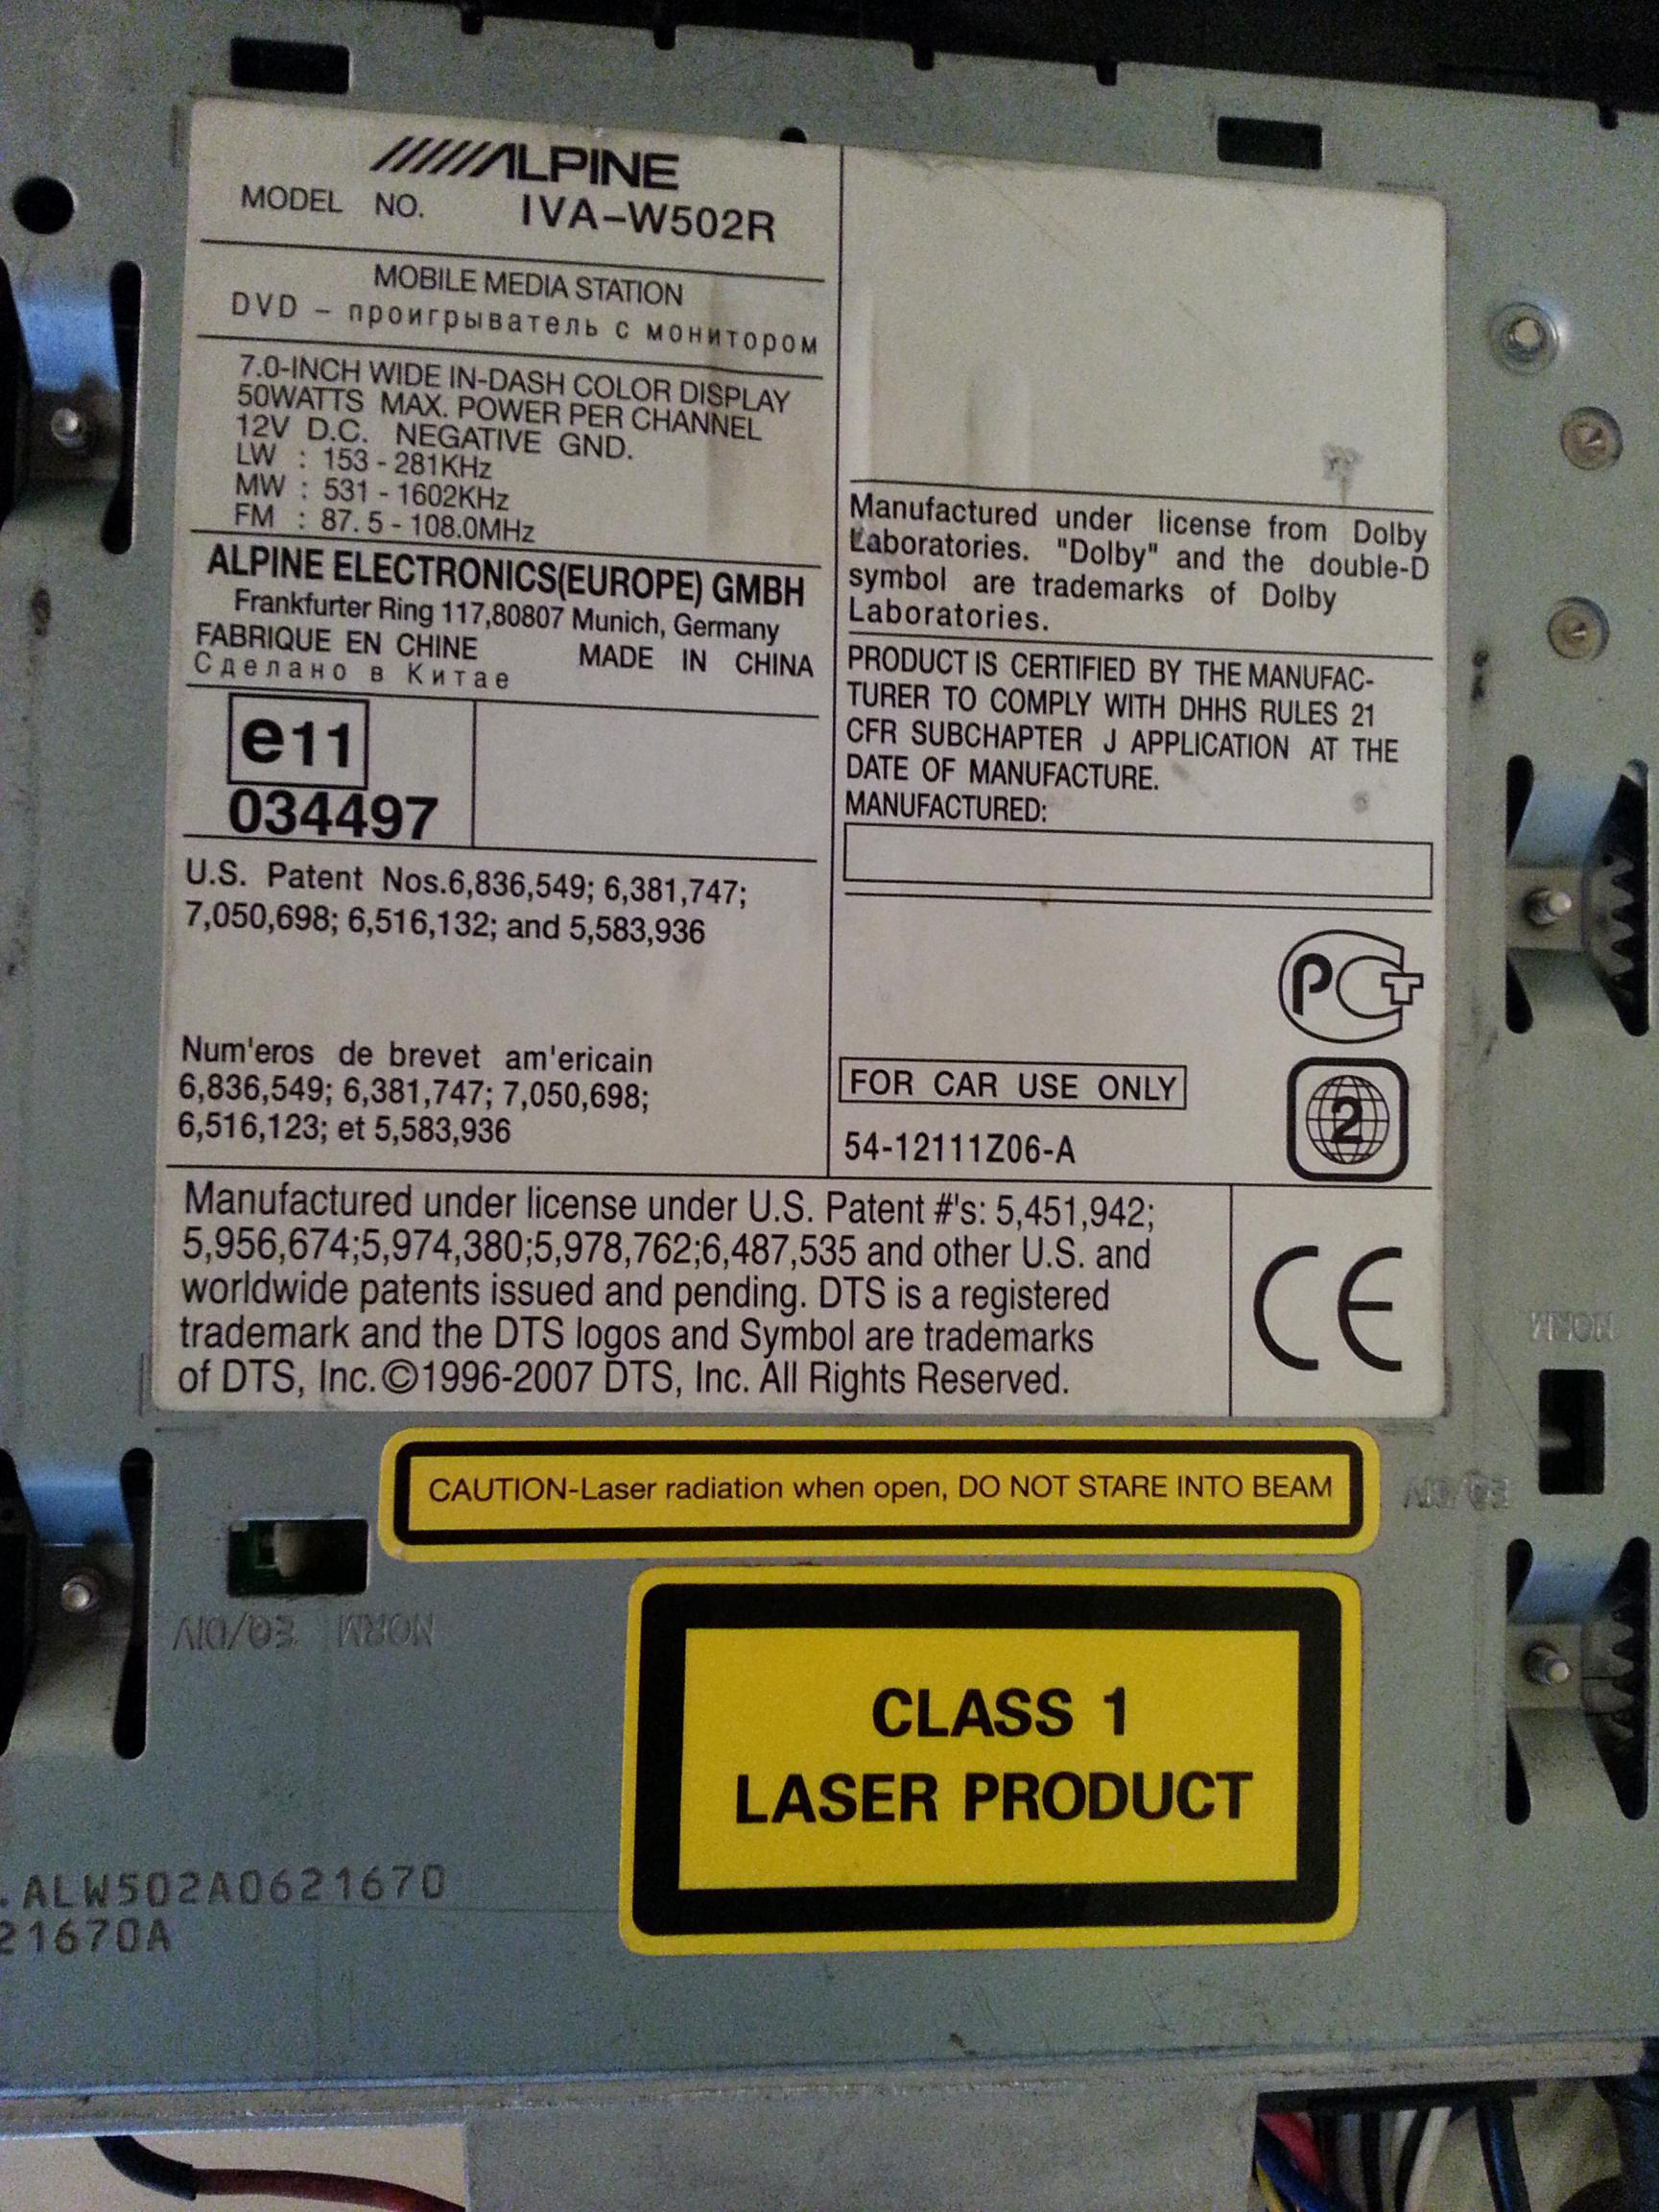 ALPINE
MODEL NO. IVA-W502R
MOBILE MEDIA STATION
DVD - проигрыватель с монитором
7.0-INCH WIDE IN-DASH COLOR DISPLAY
50WATTS MAX. POWER PER CHANNEL
12V D.C. NEGATIVE GND.
LW : 153 - 281KHz
MW : 531 - 1602KHz
FM : 87.5 - 108.0MHz
ALPINE ELECTRONICS(EUROPE) GMBH
Frankfurter Ring 117,80807 Munich, Germany
FABRIQUE EN CHINE MADE IN CHINA
Сделано в Китае
e11
034497
U.S. Patent Nos.6,836,549; 6,381,747;
7,050,698; 6,516,132; and 5,583,936
Num'eros de brevet am'ericain
6,836,549; 6,381,747; 7,050,698;
6,516,123; et 5,583,936
Manufactured under license from Dolby
Laboratories. "Dolby" and the double-D
symbol are trademarks of Dolby
Laboratories.
PRODUCT IS CERTIFIED BY THE MANUFAC-
TURER TO COMPLY WITH DHHS RULES 21
CFR SUBCHAPTER J APPLICATION AT THE
DATE OF MANUFACTURE.
MANUFACTURED:
PCT
FOR CAR USE ONLY
2
54-12111Z06-A
Manufactured under license under U.S. Patent #'s: 5,451,942;
5,956,674;5,974,380;5,978,762;6,487,535 and other U.S. and
worldwide patents issued and pending. DTS is a registered
trademark and the DTS logos and Symbol are trademarks
of DTS, Inc.©1996-2007 DTS, Inc. All Rights Reserved.
CE
NORM
CAUTION-Laser radiation when open, DO NOT STARE INTO BEAM
EQ/DIV
EQ/DIV NORM
CLASS 1
LASER PRODUCT
.ALW502A0621670
21670A